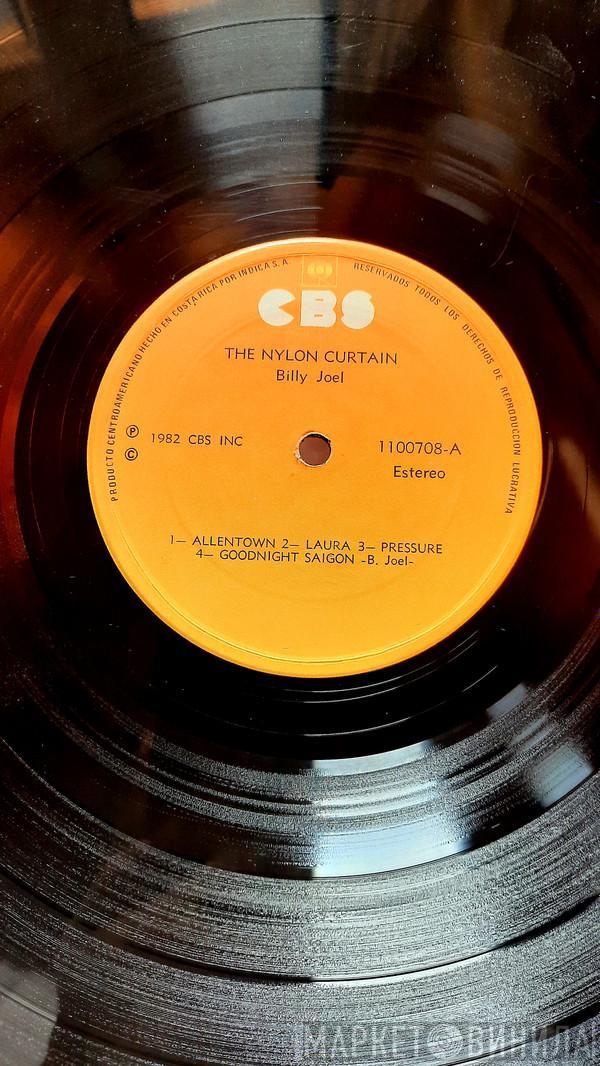 PRODUCTO CENTROAMERICANO HECHO EN COSTA RICA POR INDICA S.A.
RESERVADOS TODOS LOS DERECHOS DE REPRODUCCION LUCRATIVA
CBS
THE NYLON CURTAIN
Billy Joel
Ⓟ 1982 CBS INC
©
1100708-A
Estereo
1— ALLENTOWN 2— LAURA 3— PRESSURE
4— GOODNIGHT SAIGON -B. Joel-
МАРКЕТ ВИНИЛА